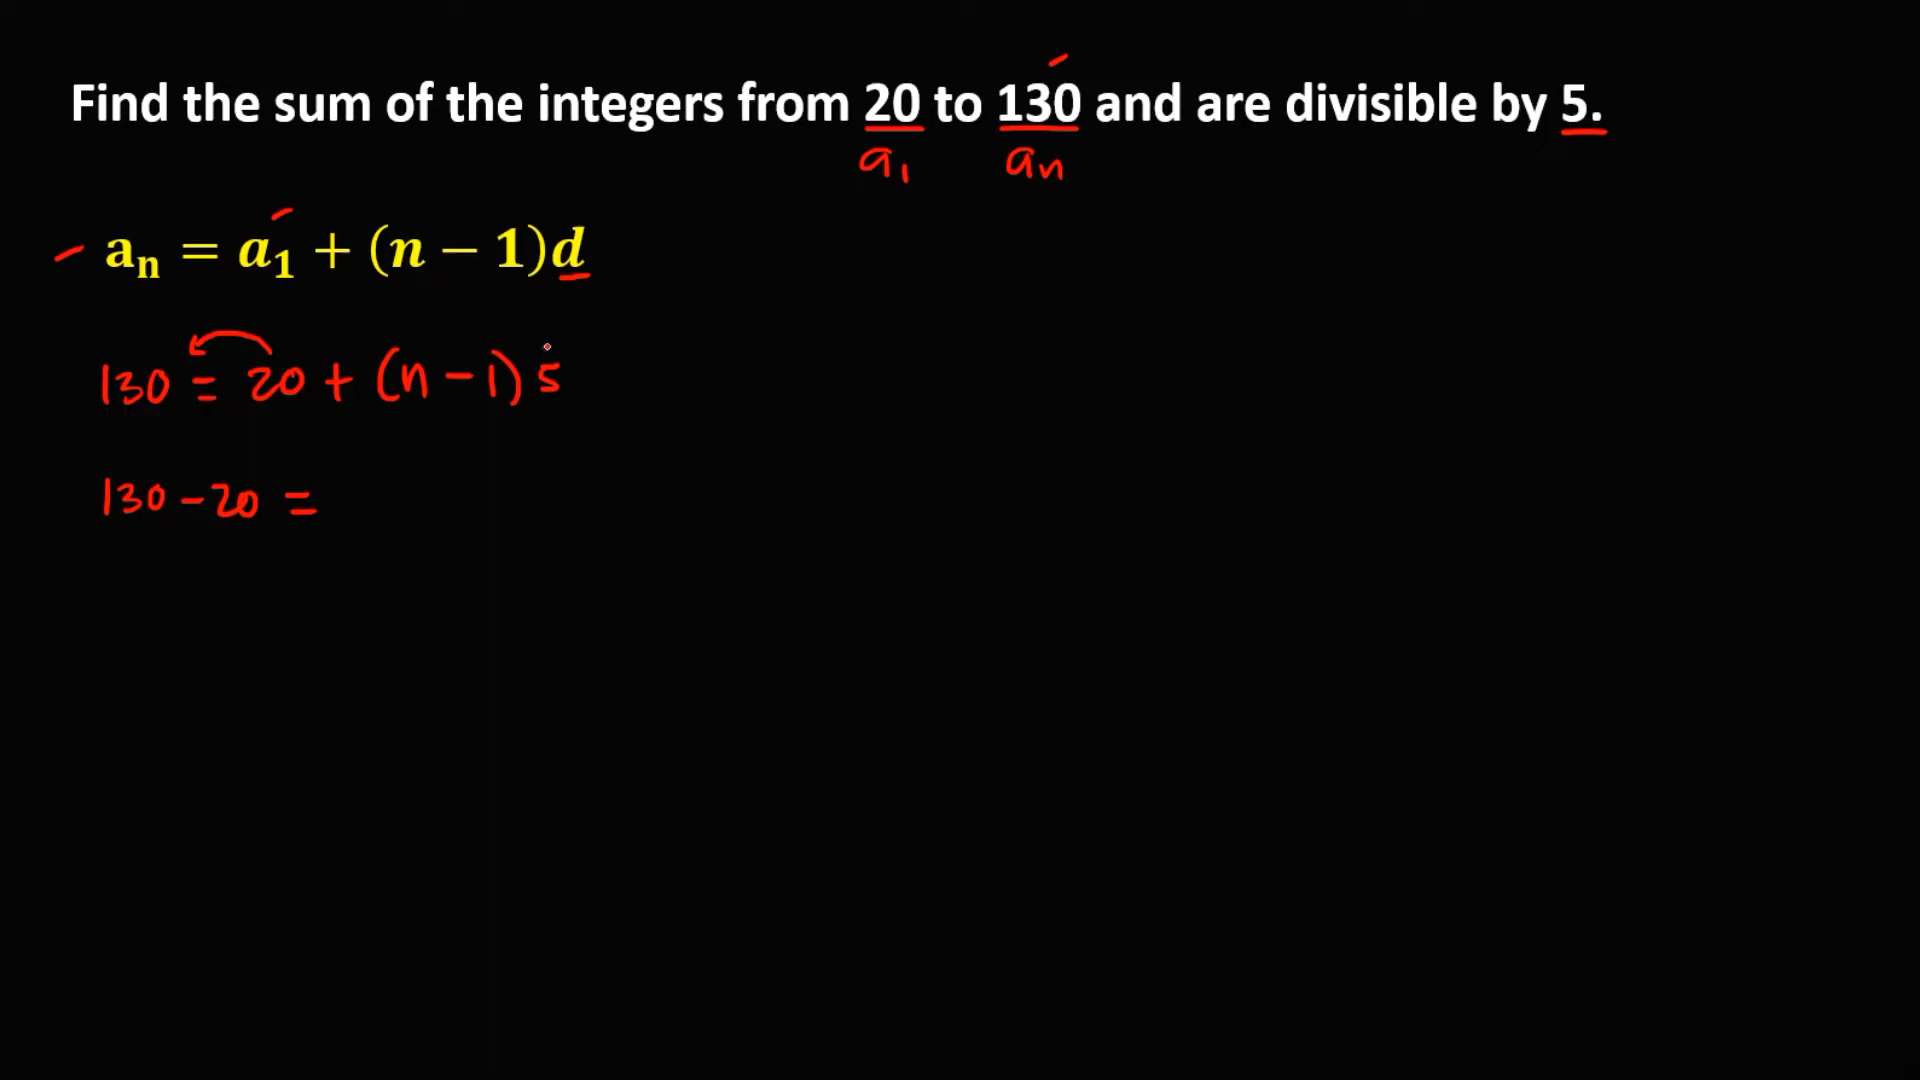 Find the sum of the integers from 20 to 130 and are divisible by 5.
a₁ aₙ
aₙ = a₁ + (n − 1)d
130 = 20 + (n − 1) 5
130 − 20 =